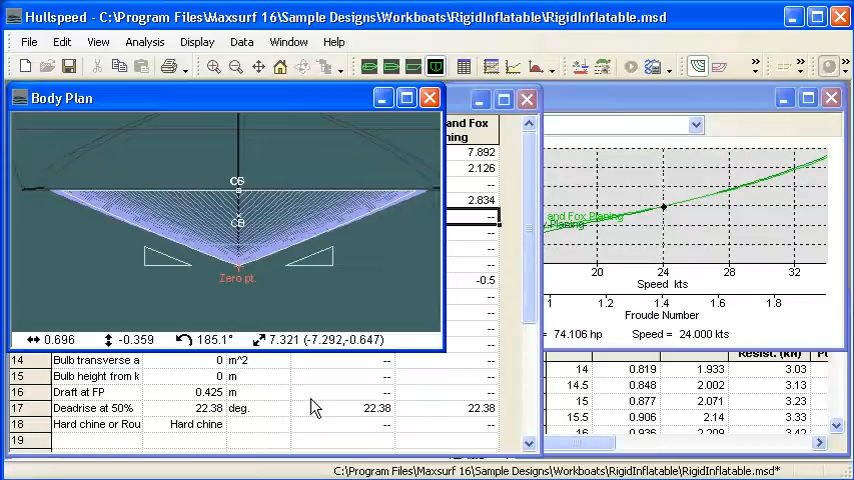 Hullspeed - C:\Program Files\Maxsurf 16\Sample Designs\Workboats\RigidInflatable.msd
File Edit View Analysis Display Data Window Help
Body Plan
and Fox
7.892
2.126
--
2.834
--
--
--
--
-0.5
--
--
CB
Zero pt.
0.696 -0.359 185.1° 7.321 (-7.292,-0.647)
14 Bulb transverse a 0 m^2 -- --
15 Bulb height from k 0 m -- --
16 Draft at FP 0.425 m -- --
17 Deadrise at 50% 22.38 deg. 22.38 22.38
18 Hard chine or Rou Hard chine -- --
19
and Fox Planing
Planing
20 24 28 32
Speed kts
1 1.2 1.4 1.6 1.8
Froude Number
= 74.106 hp Speed = 24.000 kts
Resist. (kN)
14 0.819 1.933 3.03
14.5 0.848 2.002 3.13
15 0.877 2.071 3.23
15.5 0.906 2.14 3.33
16 0.936 2.209 3.42
C:\Program Files\Maxsurf 16\Sample Designs\Workboats\RigidInflatable.msd*